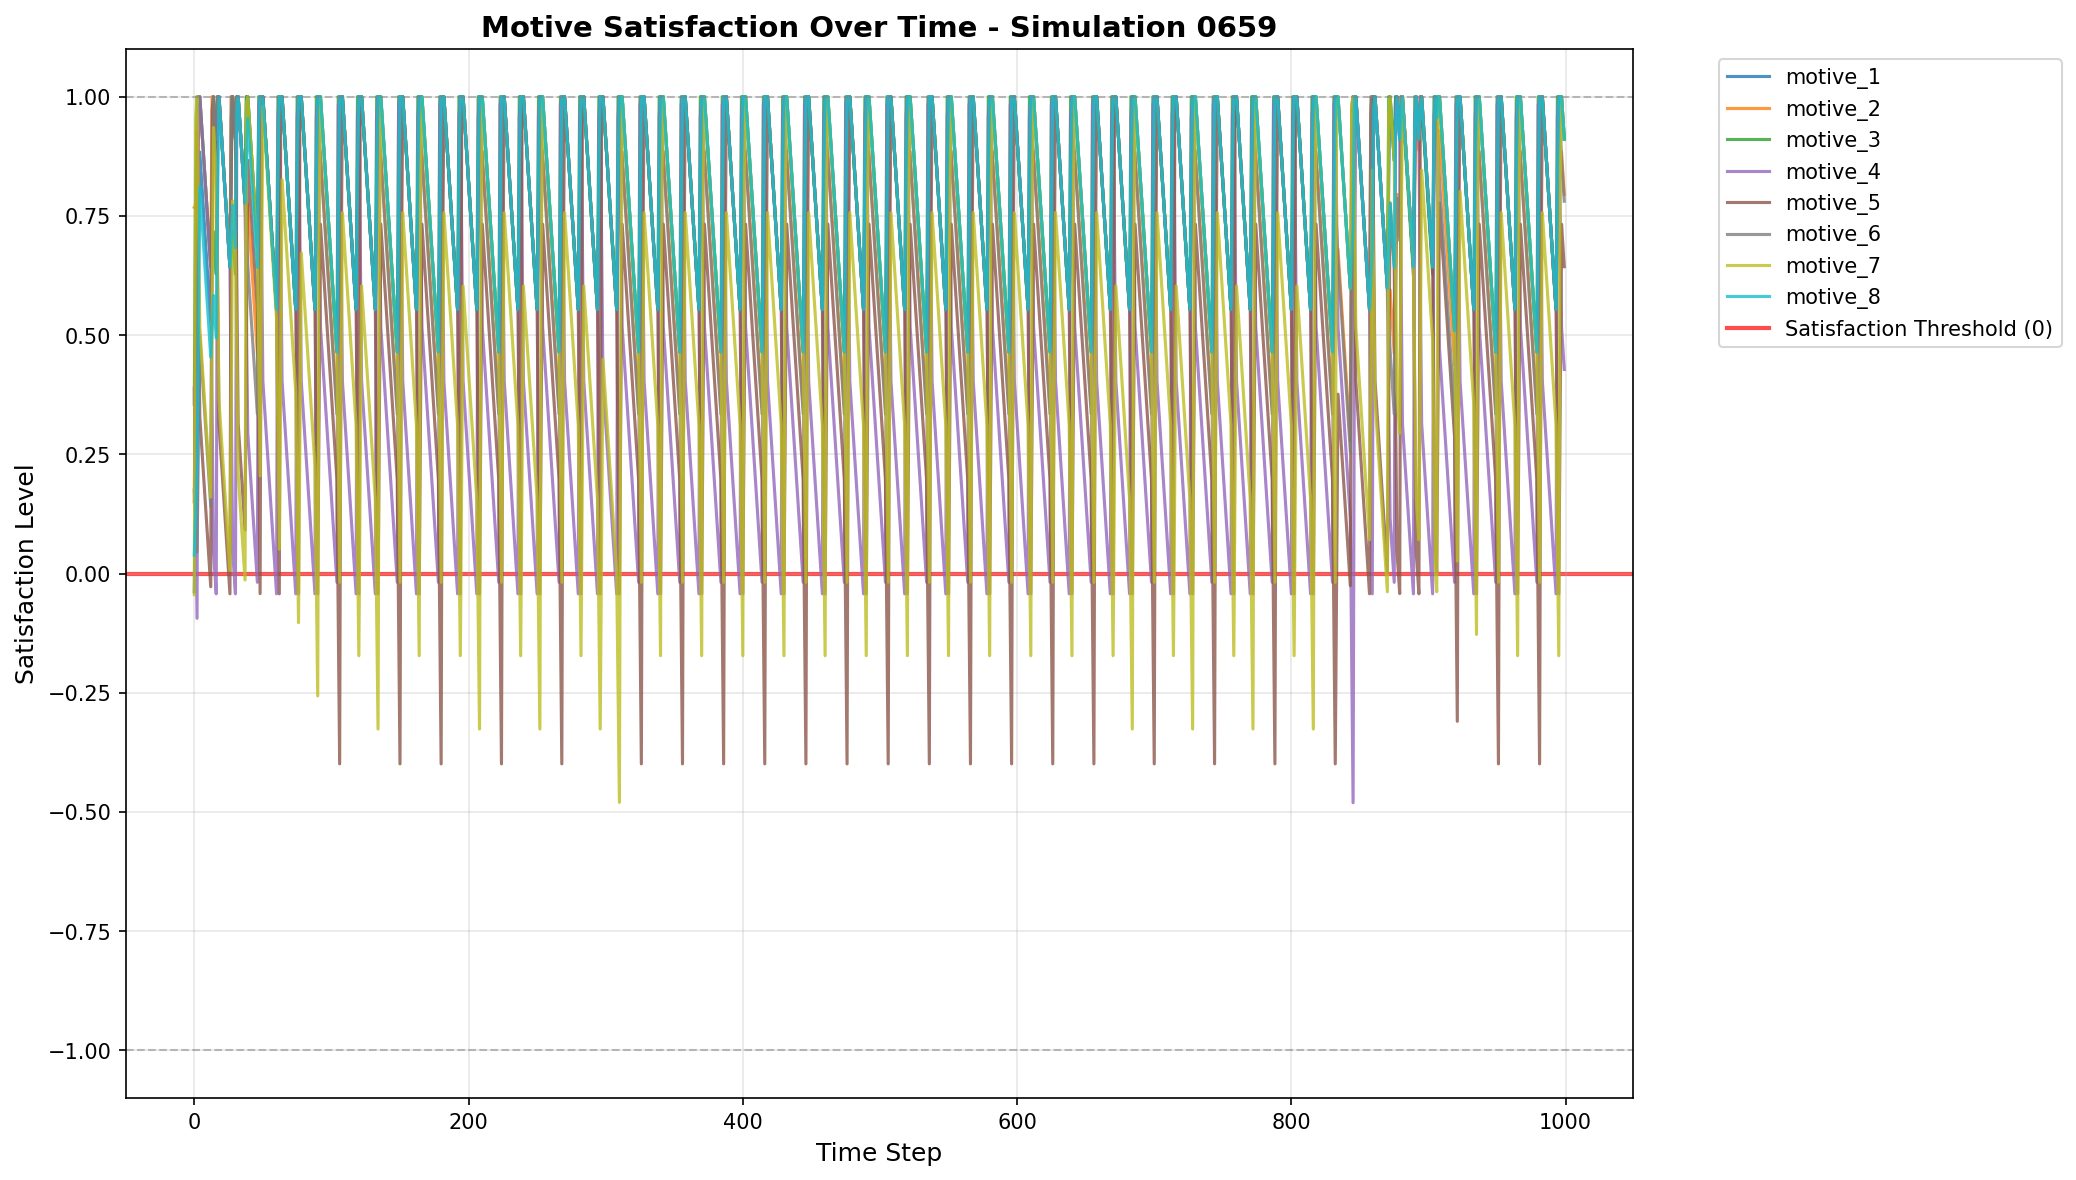 Motive Satisfaction Over Time - Simulation 0659
motive_1
motive_2
motive_3
motive_4
motive_5
motive_6
motive_7
motive_8
Satisfaction Threshold (0)
Satisfaction Level
1.00
0.75
0.50
0.25
0.00
−0.25
−0.50
−0.75
−1.00
0 200 400 600 800 1000
Time Step